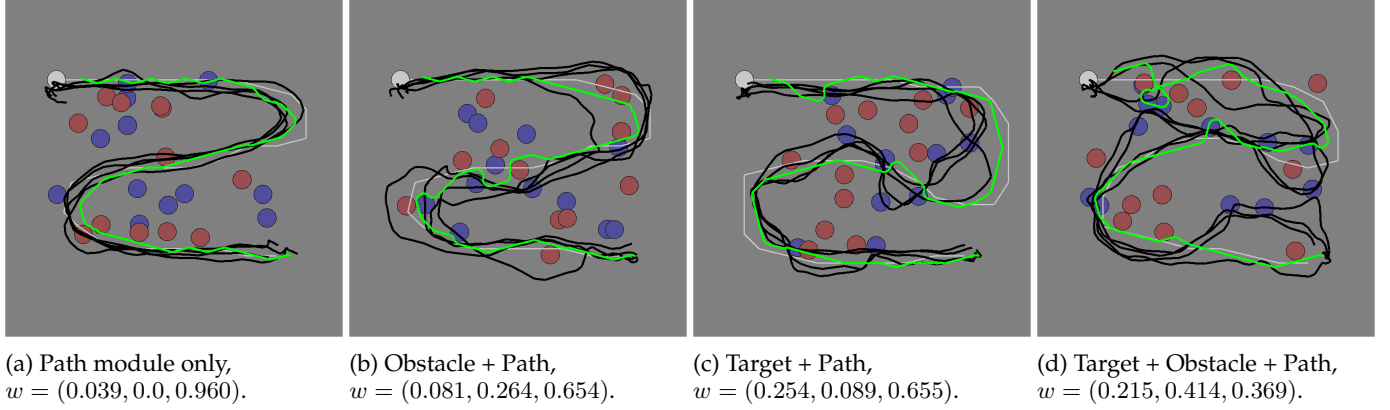 (a) Path module only,
w = (0.039, 0.0, 0.960).
(b) Obstacle + Path,
w = (0.081, 0.264, 0.654).
(c) Target + Path,
w = (0.254, 0.089, 0.655).
(d) Target + Obstacle + Path,
w = (0.215, 0.414, 0.369).